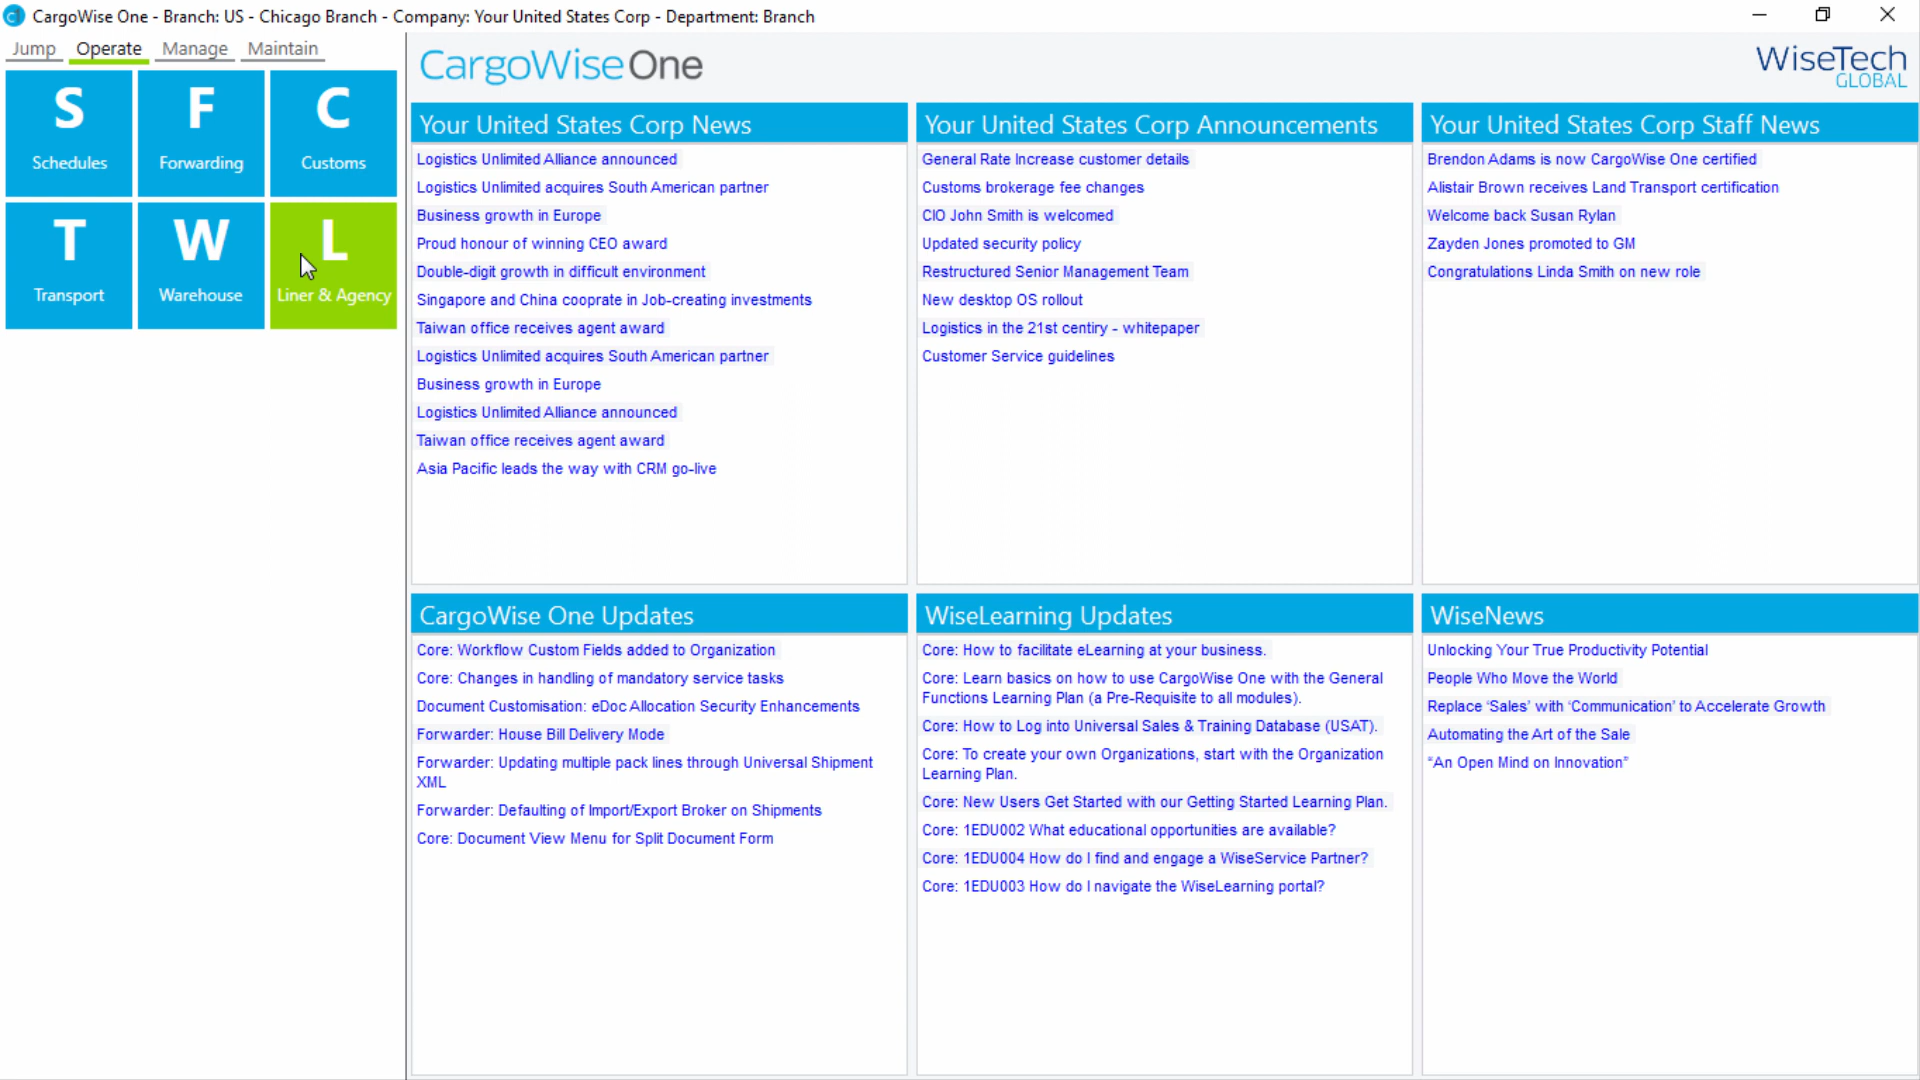 CargoWise One - Branch: US - Chicago Branch - Company: Your United States Corp - Department: Branch
Jump Operate Manage Maintain
S
Schedules
F
Forwarding
C
Customs
T
Transport
W
Warehouse
L
Liner & Agency
CargoWise One
WiseTech
GLOBAL
Your United States Corp News
Logistics Unlimited Alliance announced
Logistics Unlimited acquires South American partner
Business growth in Europe
Proud honour of winning CEO award
Double-digit growth in difficult environment
Singapore and China cooprate in Job-creating investments
Taiwan office receives agent award
Logistics Unlimited acquires South American partner
Business growth in Europe
Logistics Unlimited Alliance announced
Taiwan office receives agent award
Asia Pacific leads the way with CRM go-live
Your United States Corp Announcements
General Rate Increase customer details
Customs brokerage fee changes
CIO John Smith is welcomed
Updated security policy
Restructured Senior Management Team
New desktop OS rollout
Logistics in the 21st centiry - whitepaper
Customer Service guidelines
Your United States Corp Staff News
Brendon Adams is now CargoWise One certified
Alistair Brown receives Land Transport certification
Welcome back Susan Rylan
Zayden Jones promoted to GM
Congratulations Linda Smith on new role
CargoWise One Updates
Core: Workflow Custom Fields added to Organization
Core: Changes in handling of mandatory service tasks
Document Customisation: eDoc Allocation Security Enhancements
Forwarder: House Bill Delivery Mode
Forwarder: Updating multiple pack lines through Universal Shipment
XML
Forwarder: Defaulting of Import/Export Broker on Shipments
Core: Document View Menu for Split Document Form
WiseLearning Updates
Core: How to facilitate eLearning at your business.
Core: Learn basics on how to use CargoWise One with the General
Functions Learning Plan (a Pre-Requisite to all modules).
Core: How to Log into Universal Sales & Training Database (USAT).
Core: To create your own Organizations, start with the Organization
Learning Plan.
Core: New Users Get Started with our Getting Started Learning Plan.
Core: 1EDU002 What educational opportunities are available?
Core: 1EDU004 How do I find and engage a WiseService Partner?
Core: 1EDU003 How do I navigate the WiseLearning portal?
WiseNews
Unlocking Your True Productivity Potential
People Who Move the World
Replace ‘Sales’ with ‘Communication’ to Accelerate Growth
Automating the Art of the Sale
“An Open Mind on Innovation”